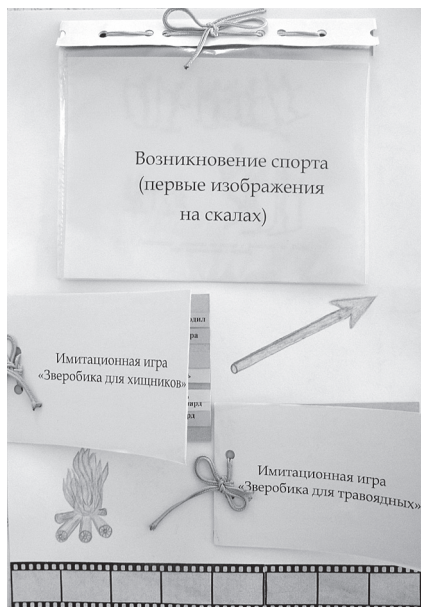 Возникновение спорта
(первые изображения
на скалах)
Имитационная игра
«Зверобика для хищников»
Имитационная игра
«Зверобика для травоядных»